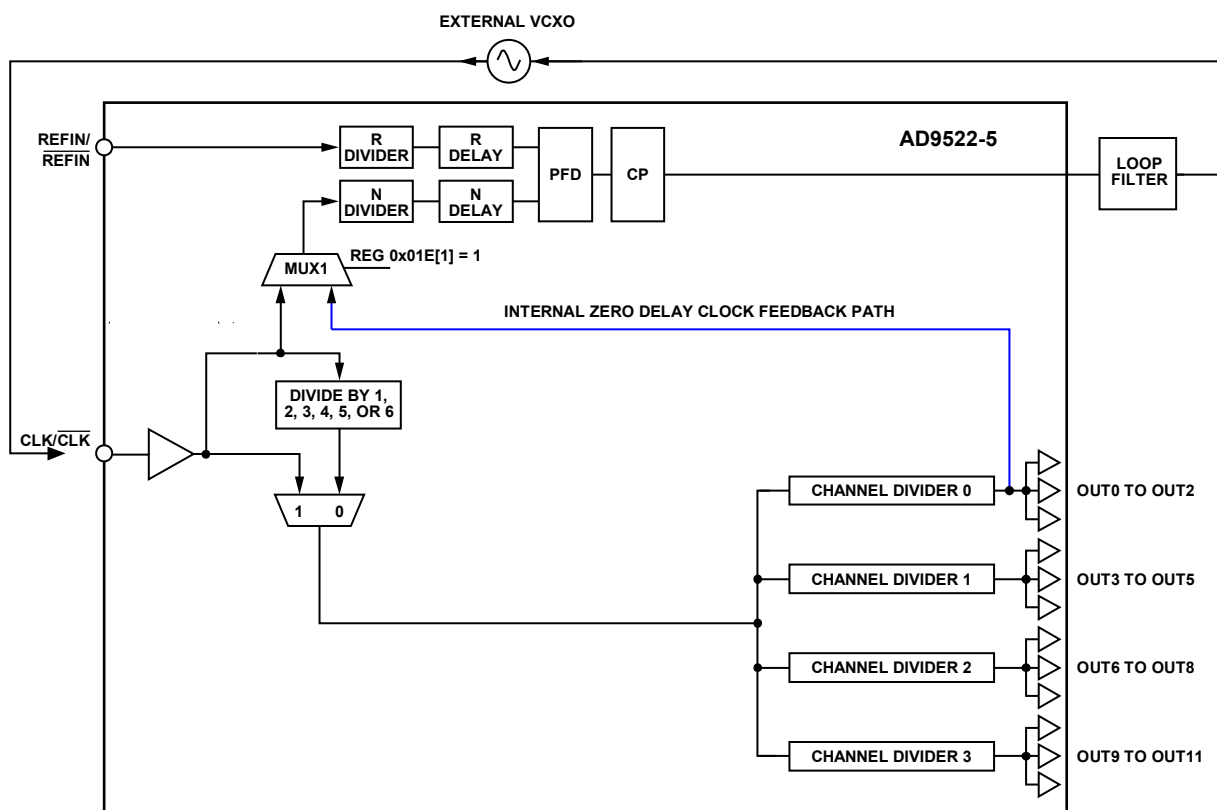 EXTERNAL VCXO
REFIN/
REFIN
R
DIVIDER
R
DELAY
PFD
CP
AD9522-5
LOOP
FILTER
N
DIVIDER
N
DELAY
MUX1
REG 0x01E[1] = 1
INTERNAL ZERO DELAY CLOCK FEEDBACK PATH
DIVIDE BY 1,
2, 3, 4, 5, OR 6
CLK/CLK
1 0
CHANNEL DIVIDER 0
OUT0 TO OUT2
CHANNEL DIVIDER 1
OUT3 TO OUT5
CHANNEL DIVIDER 2
OUT6 TO OUT8
CHANNEL DIVIDER 3
OUT9 TO OUT11